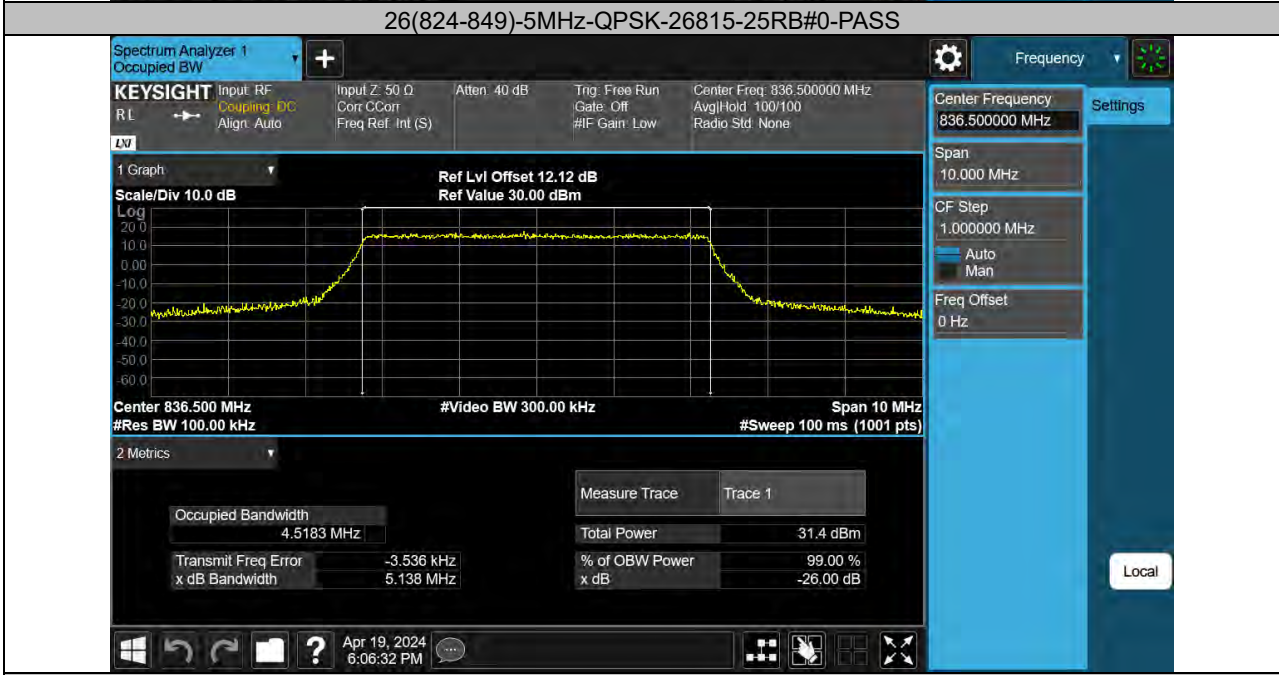 26(824-849)-5MHz-QPSK-26815-25RB#0-PASS
Spectrum Analyzer 1
Occupied BW
Frequency
KEYSIGHT
RL
LXI
Input: RF
Coupling: DC
Align: Auto
Input Z: 50 Ω
Corr CCorr
Freq Ref: Int (S)
Atten: 40 dB
Trig: Free Run
Gate: Off
#IF Gain: Low
Center Freq: 836.500000 MHz
Avg|Hold: 100/100
Radio Std: None
Center Frequency
836.500000 MHz
Settings
Span
10.000 MHz
CF Step
1.000000 MHz
Auto
Man
Freq Offset
0 Hz
Local
1 Graph
Scale/Div 10.0 dB
Ref Lvl Offset 12.12 dB
Ref Value 30.00 dBm
Log
20.0
10.0
0.00
-10.0
-20.0
-30.0
-40.0
-50.0
-60.0
Center 836.500 MHz
#Video BW 300.00 kHz
Span 10 MHz
#Res BW 100.00 kHz
#Sweep 100 ms (1001 pts)
2 Metrics
Measure Trace
Trace 1
Occupied Bandwidth
4.5183 MHz
Total Power
31.4 dBm
Transmit Freq Error
-3.536 kHz
% of OBW Power
99.00 %
x dB Bandwidth
5.138 MHz
x dB
-26.00 dB
Apr 19, 2024
6:06:32 PM